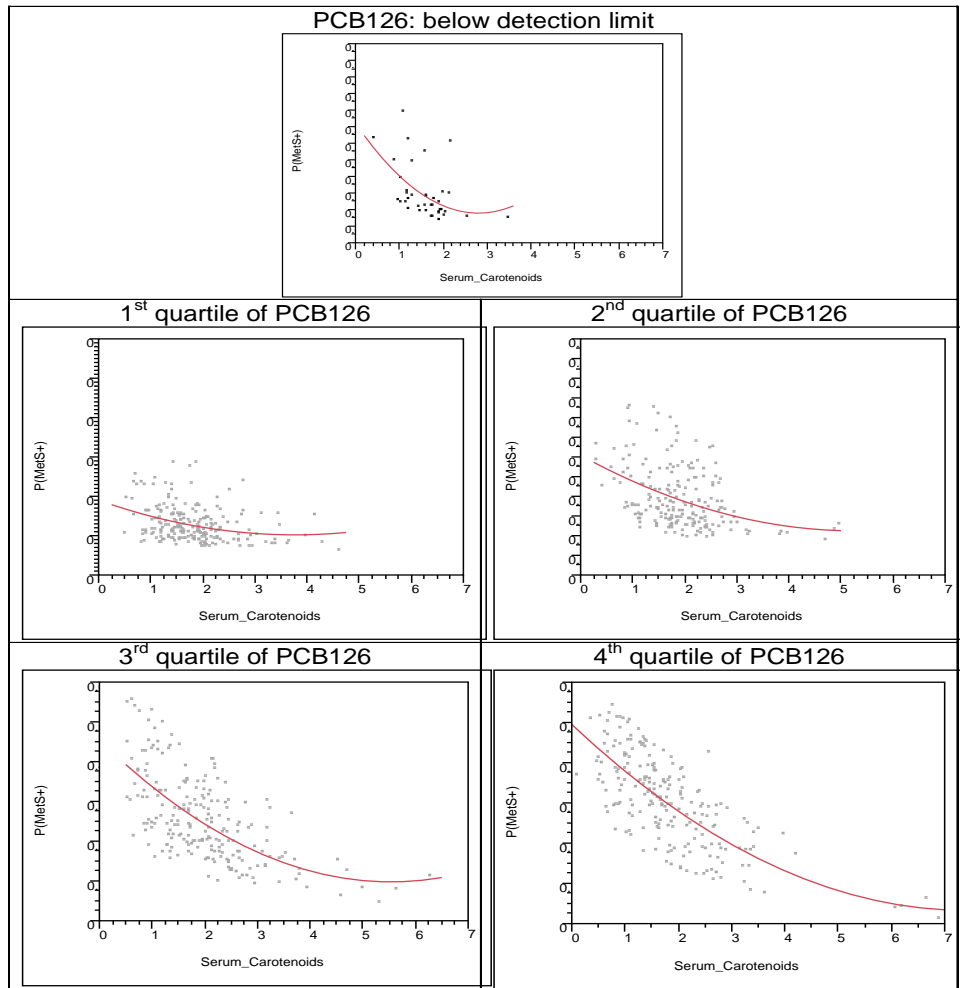 PCB126: below detection limit
P(MetS+)
0 1 2 3 4 5 6 7
Serum_Carotenoids
1st quartile of PCB126
2nd quartile of PCB126
P(MetS+)
0 1 2 3 4 5 6 7
Serum_Carotenoids
P(MetS+)
0 1 2 3 4 5 6 7
Serum_Carotenoids
3rd quartile of PCB126
4th quartile of PCB126
P(MetS+)
0 1 2 3 4 5 6 7
Serum_Carotenoids
P(MetS+)
0 1 2 3 4 5 6 7
Serum_Carotenoids